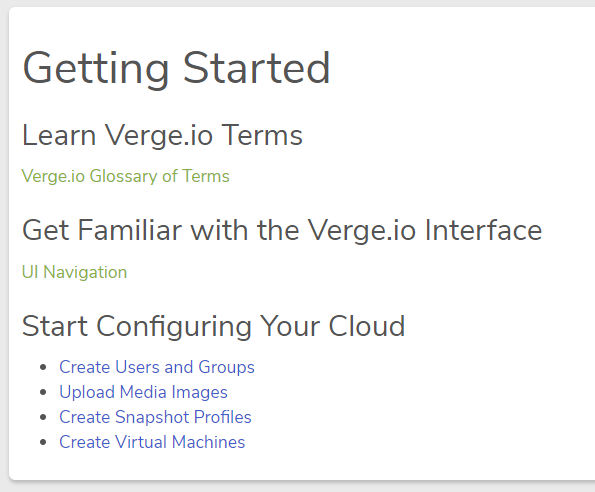 Getting Started
Learn Verge.io Terms
Verge.io Glossary of Terms
Get Familiar with the Verge.io Interface
UI Navigation
Start Configuring Your Cloud
Create Users and Groups
Upload Media Images
Create Snapshot Profiles
Create Virtual Machines